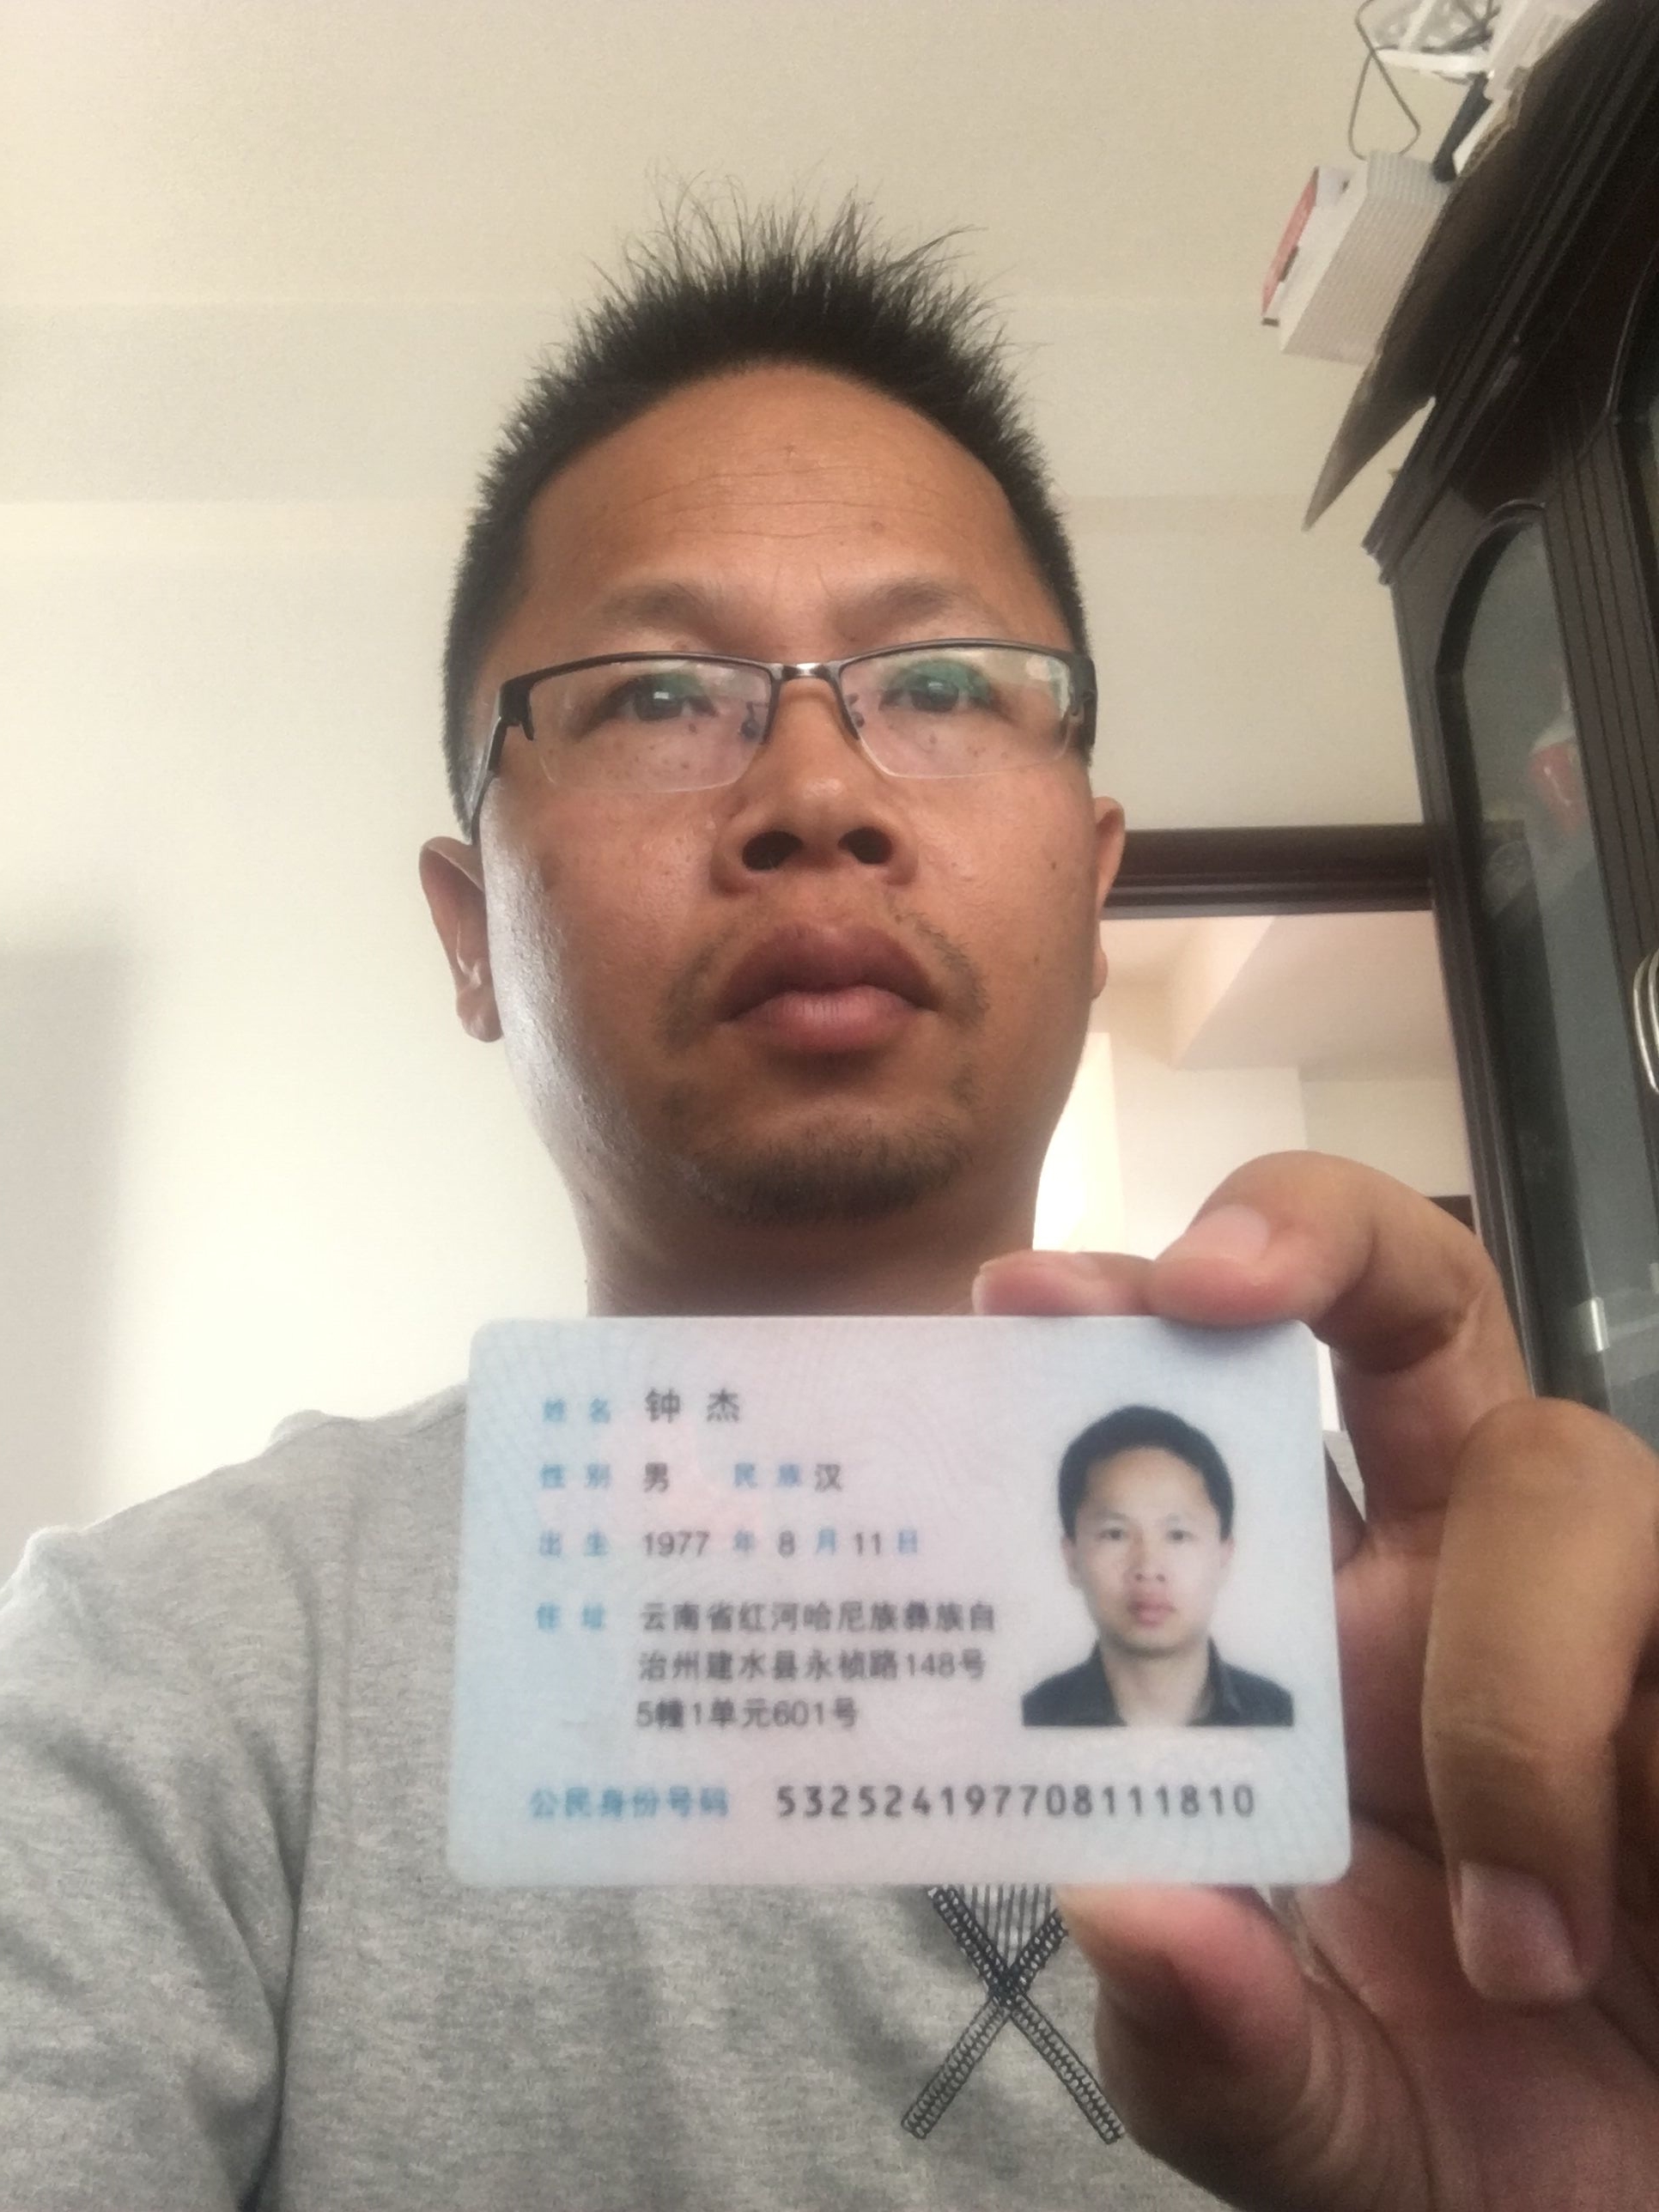 姓名 钟杰
性别 男 民族 汉
出生 1977 年 8 月 11 日
住址 云南省红河哈尼族彝族自
治州建水县永桢路148号
5幢1单元601号
公民身份号码 532524197708111810